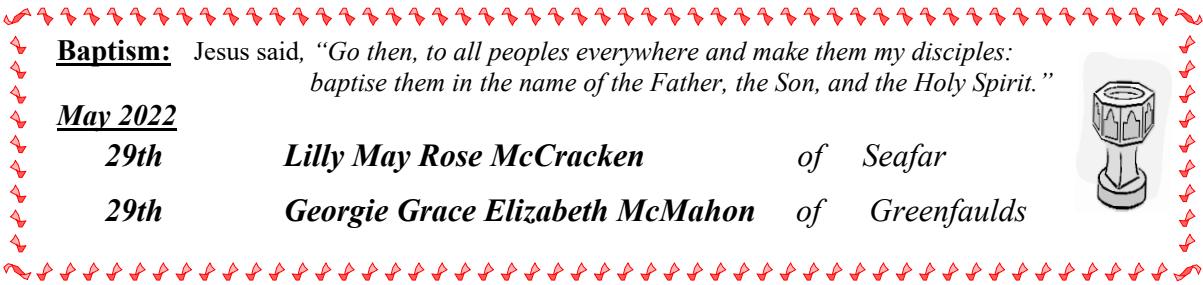 Baptism: Jesus said, “Go then, to all peoples everywhere and make them my disciples:
baptise them in the name of the Father, the Son, and the Holy Spirit.”
May 2022
29th Lilly May Rose McCracken of Seafar
29th Georgie Grace Elizabeth McMahon of Greenfaulds